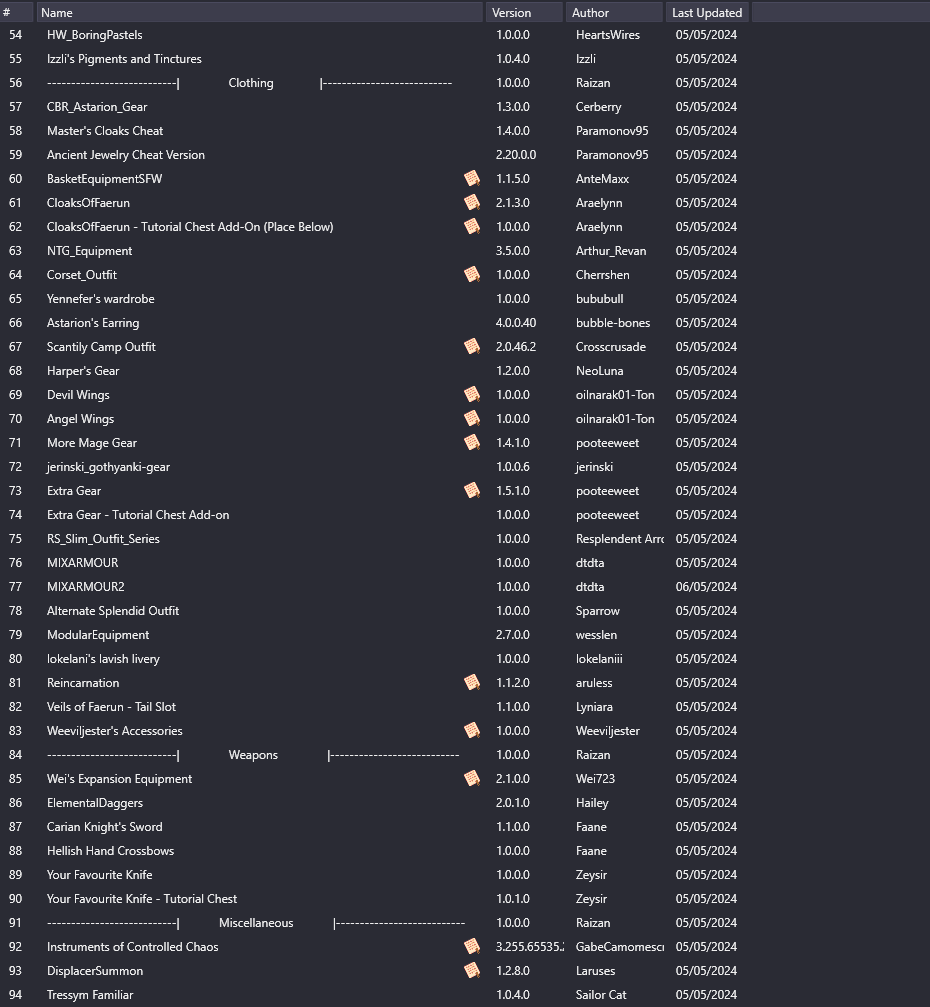 # Name Version Author Last Updated
54 HW_BoringPastels 1.0.0.0 HeartsWires 05/05/2024
55 Izzli's Pigments and Tinctures 1.0.4.0 Izzli 05/05/2024
56 ---------------------------| Clothing |--------------------------- 1.0.0.0 Raizan 05/05/2024
57 CBR_Astarion_Gear 1.3.0.0 Cerberry 05/05/2024
58 Master's Cloaks Cheat 1.4.0.0 Paramonov95 05/05/2024
59 Ancient Jewelry Cheat Version 2.20.0.0 Paramonov95 05/05/2024
60 BasketEquipmentSFW 1.1.5.0 AnteMaxx 05/05/2024
61 CloaksOfFaerun 2.1.3.0 Araelynn 05/05/2024
62 CloaksOfFaerun - Tutorial Chest Add-On (Place Below) 1.0.0.0 Araelynn 05/05/2024
63 NTG_Equipment 3.5.0.0 Arthur_Revan 05/05/2024
64 Corset_Outfit 1.0.0.0 Cherrshen 05/05/2024
65 Yennefer's wardrobe 1.0.0.0 bububull 05/05/2024
66 Astarion's Earring 4.0.0.40 bubble-bones 05/05/2024
67 Scantily Camp Outfit 2.0.46.2 Crosscrusade 05/05/2024
68 Harper's Gear 1.2.0.0 NeoLuna 05/05/2024
69 Devil Wings 1.0.0.0 oilnarak01-Ton 05/05/2024
70 Angel Wings 1.0.0.0 oilnarak01-Ton 05/05/2024
71 More Mage Gear 1.4.1.0 pooteeweet 05/05/2024
72 jerinski_gothyanki-gear 1.0.0.6 jerinski 05/05/2024
73 Extra Gear 1.5.1.0 pooteeweet 05/05/2024
74 Extra Gear - Tutorial Chest Add-on 1.0.0.0 pooteeweet 05/05/2024
75 RS_Slim_Outfit_Series 1.0.0.0 Resplendent Arro 05/05/2024
76 MIXARMOUR 1.0.0.0 dtdta 05/05/2024
77 MIXARMOUR2 1.0.0.0 dtdta 06/05/2024
78 Alternate Splendid Outfit 1.0.0.0 Sparrow 05/05/2024
79 ModularEquipment 2.7.0.0 wesslen 05/05/2024
80 lokelani's lavish livery 1.0.0.0 lokelaniii 05/05/2024
81 Reincarnation 1.1.2.0 aruless 05/05/2024
82 Veils of Faerun - Tail Slot 1.1.0.0 Lyniara 05/05/2024
83 Weeviljester's Accessories 1.0.0.0 Weeviljester 05/05/2024
84 ---------------------------| Weapons |--------------------------- 1.0.0.0 Raizan 05/05/2024
85 Wei's Expansion Equipment 2.1.0.0 Wei723 05/05/2024
86 ElementalDaggers 2.0.1.0 Hailey 05/05/2024
87 Carian Knight's Sword 1.1.0.0 Faane 05/05/2024
88 Hellish Hand Crossbows 1.0.0.0 Faane 05/05/2024
89 Your Favourite Knife 1.0.0.0 Zeysir 05/05/2024
90 Your Favourite Knife - Tutorial Chest 1.0.1.0 Zeysir 05/05/2024
91 ---------------------------| Miscellaneous |--------------------------- 1.0.0.0 Raizan 05/05/2024
92 Instruments of Controlled Chaos 3.255.65535. GabeCamomesc 05/05/2024
93 DisplacerSummon 1.2.8.0 Laruses 05/05/2024
94 Tressym Familiar 1.0.4.0 Sailor Cat 05/05/2024